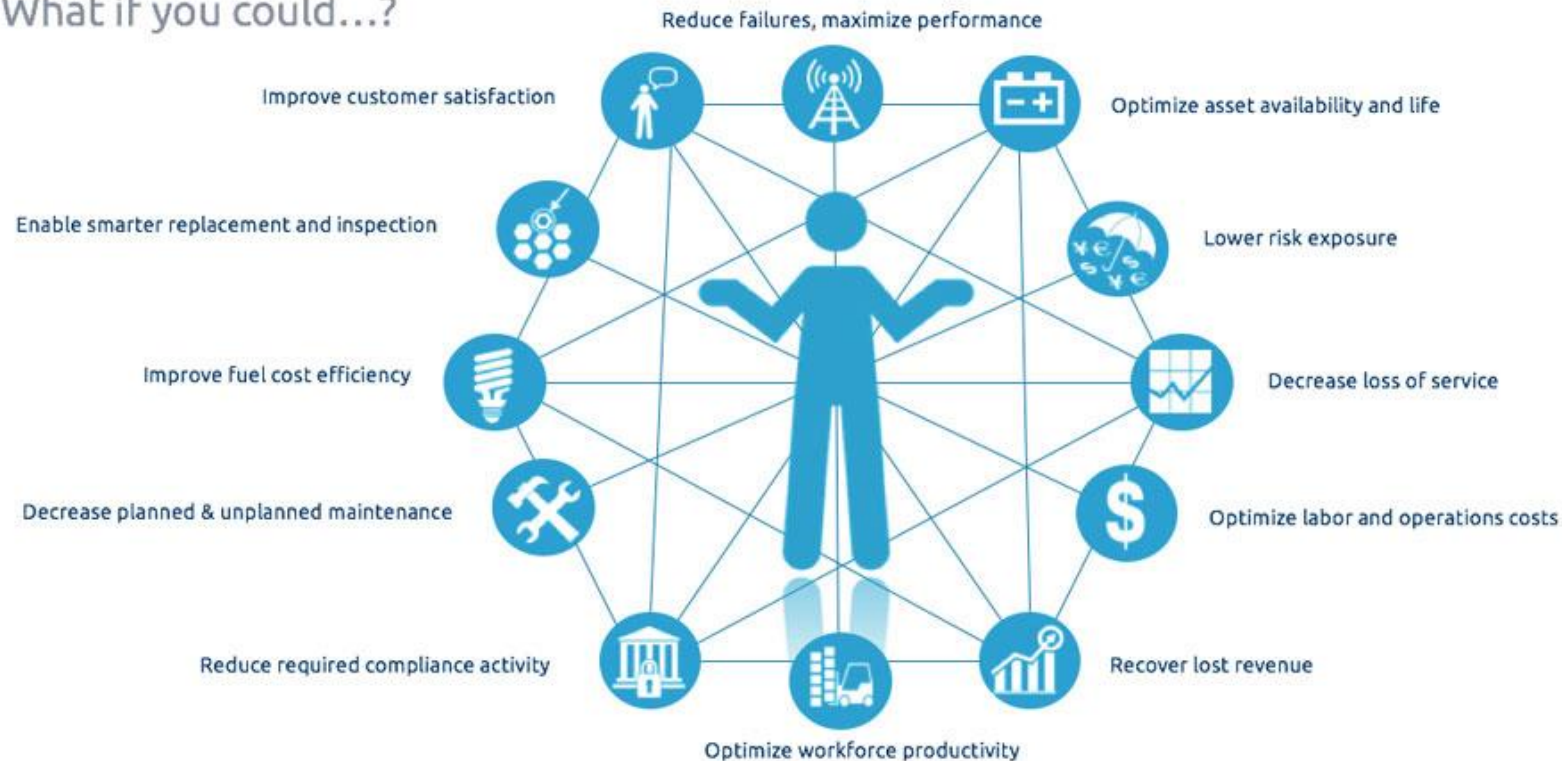 What if you could...?
Reduce failures, maximize performance
Improve customer satisfaction
Optimize asset availability and life
Enable smarter replacement and inspection
Lower risk exposure
Improve fuel cost efficiency
Decrease loss of service
Decrease planned & unplanned maintenance
Optimize labor and operations costs
Reduce required compliance activity
Recover lost revenue
Optimize workforce productivity